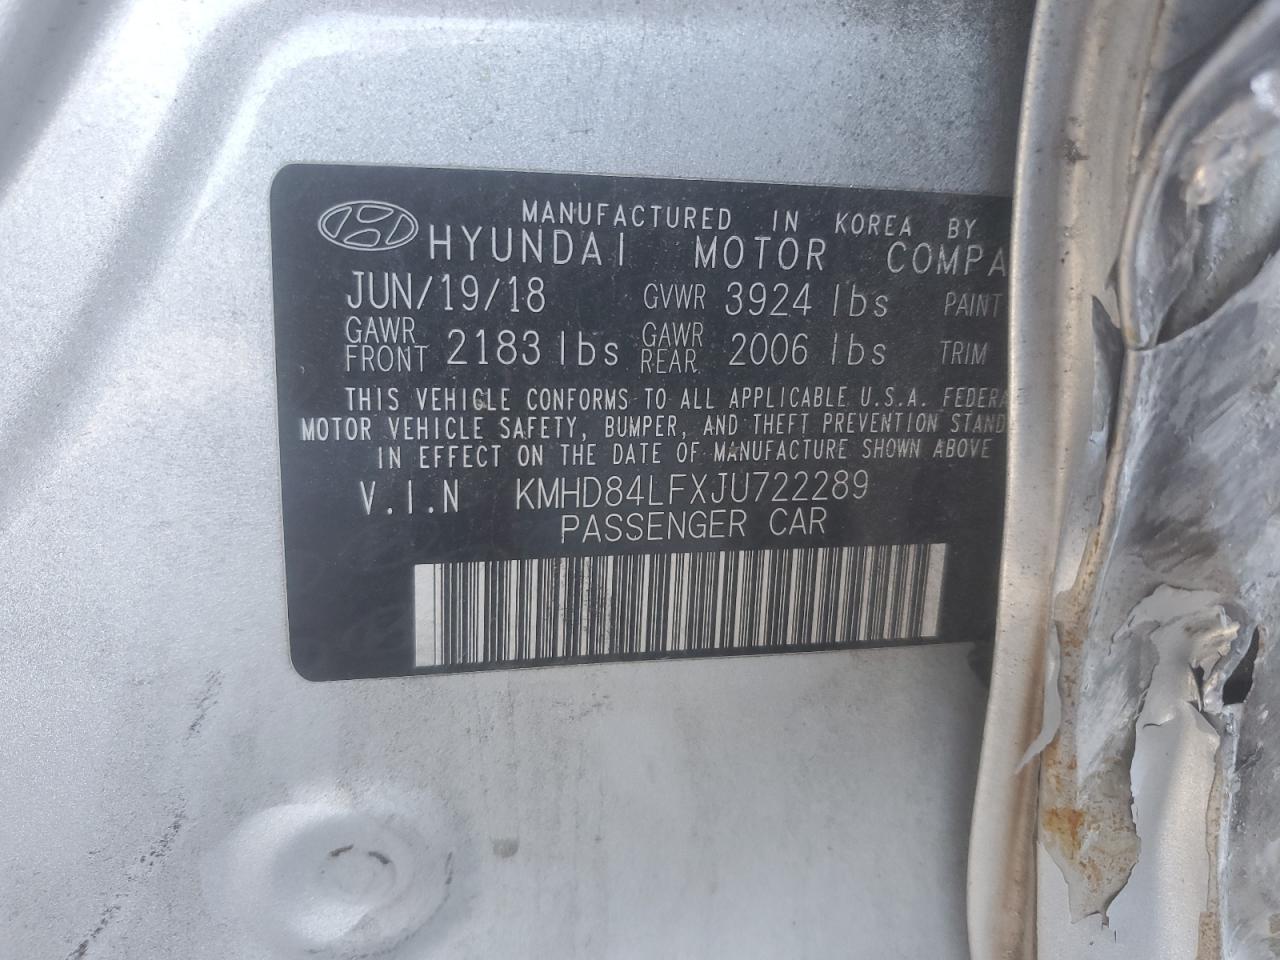 MANUFACTURED IN KOREA BY
HYUNDAI MOTOR COMPA
JUN/19/18 GVWR 3924 lbs PAINT
GAWR FRONT 2183 lbs GAWR REAR 2006 lbs TRIM
THIS VEHICLE CONFORMS TO ALL APPLICABLE U.S.A. FEDERA
MOTOR VEHICLE SAFETY, BUMPER, AND THEFT PREVENTION STAND
IN EFFECT ON THE DATE OF MANUFACTURE SHOWN ABOVE
V.I.N KMHD84LFXJU722289
PASSENGER CAR